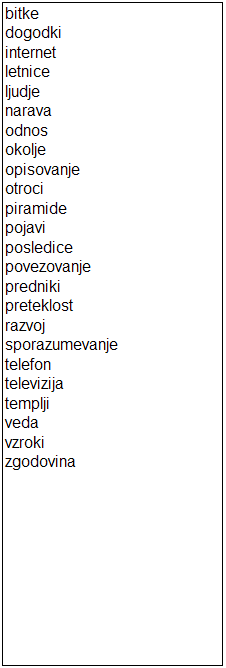 bitke
dogodki
internet
letnice
ljudje
narava
odnos
okolje
opisovanje
otroci
piramide
pojavi
posledice
povezovanje
predniki
preteklost
razvoj
sporazumevanje
telefon
televizija
templji
veda
vzroki
zgodovina